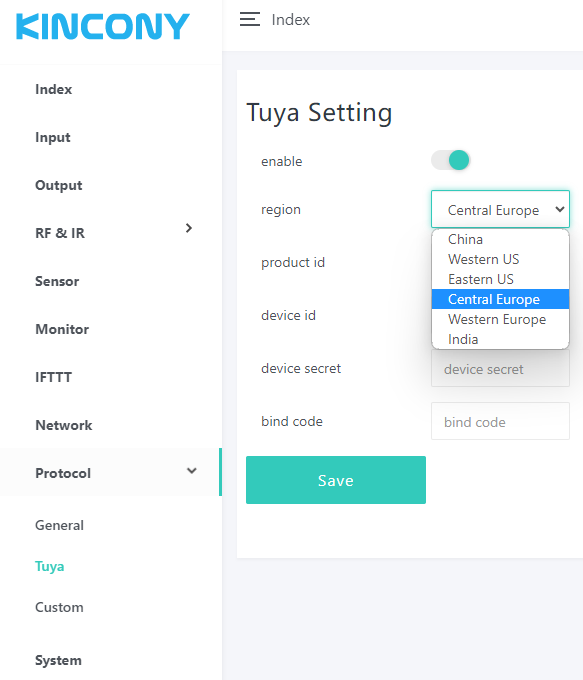 KINCONY
Index
Input
Output
RF & IR
Sensor
Monitor
IFTTT
Network
Protocol
General
Tuya
Custom
System
Index
Tuya Setting
enable
region
Central Europe
China
Western US
Eastern US
Central Europe
Western Europe
India
product id
device id
device secret
device secret
bind code
bind code
Save